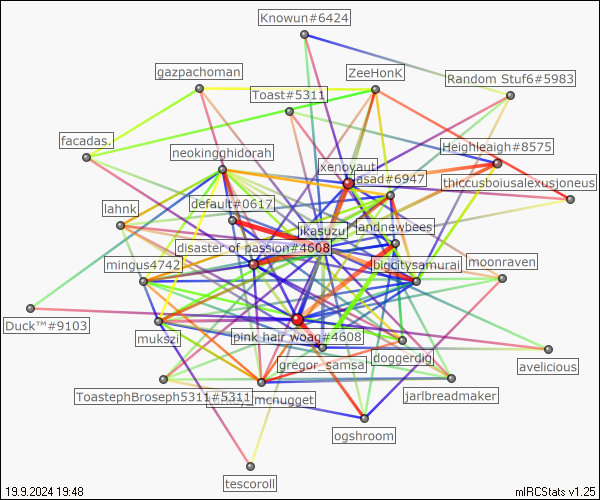 Knowun#6424
gazpachoman
ZeeHonK
Random Stuf6#5983
Toast#5311
facadas.
Heighleaigh#8575
neokingghidorah
xenoyaut
asad#6947
thiccusboiusalexusjoneus
default#0617
lahnk
ikasuzu
landnewbees
disaster of passion#4608
mingus4742
bigcitysamurai
moonraven
Duck™#9103
mukszi
pink hair woag#4608
doggerdig
avelicious
gregor_samsa
ToastephBroseph5311#5311
mcnugget
jarlbreadmaker
ogshroom
tescoroll
19.9.2024 19:48
mIRCStats v1.25